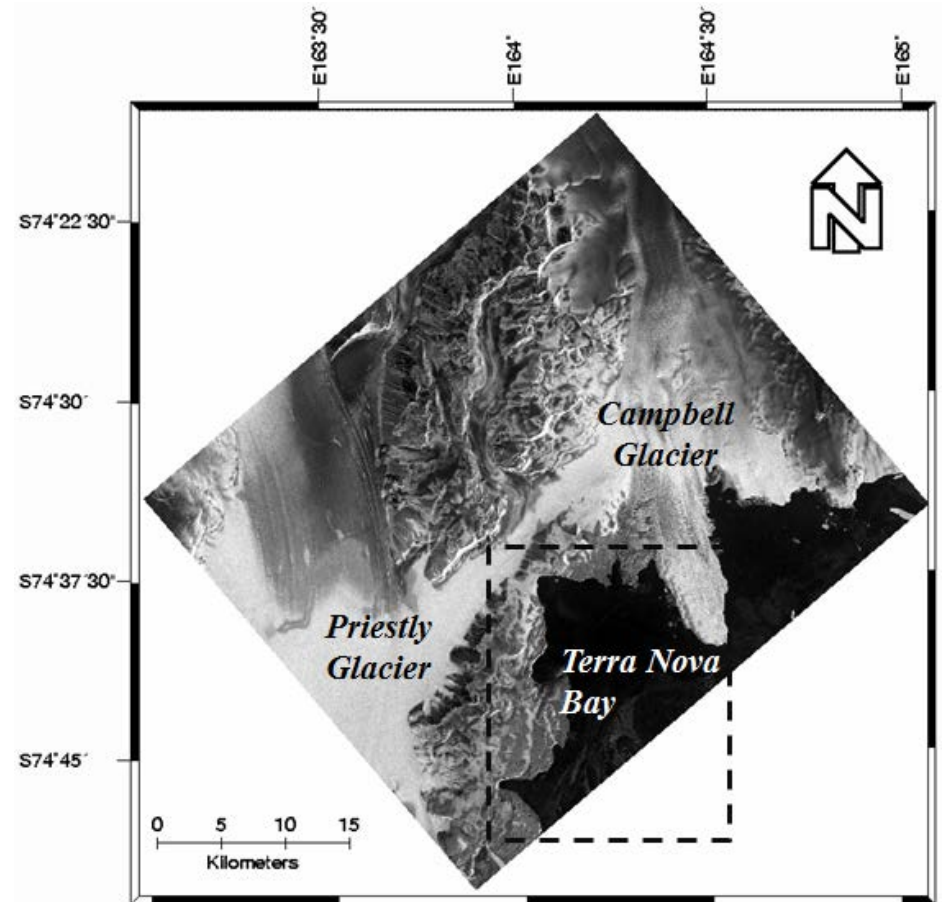 E163°30′
E164°
E164°30′
E165°
S74°22′30″
N
S74°30′
Campbell
Glacier
S74°37′30″
Priestly
Glacier
Terra Nova
Bay
S74°45′
0 5 10 15
Kilometers